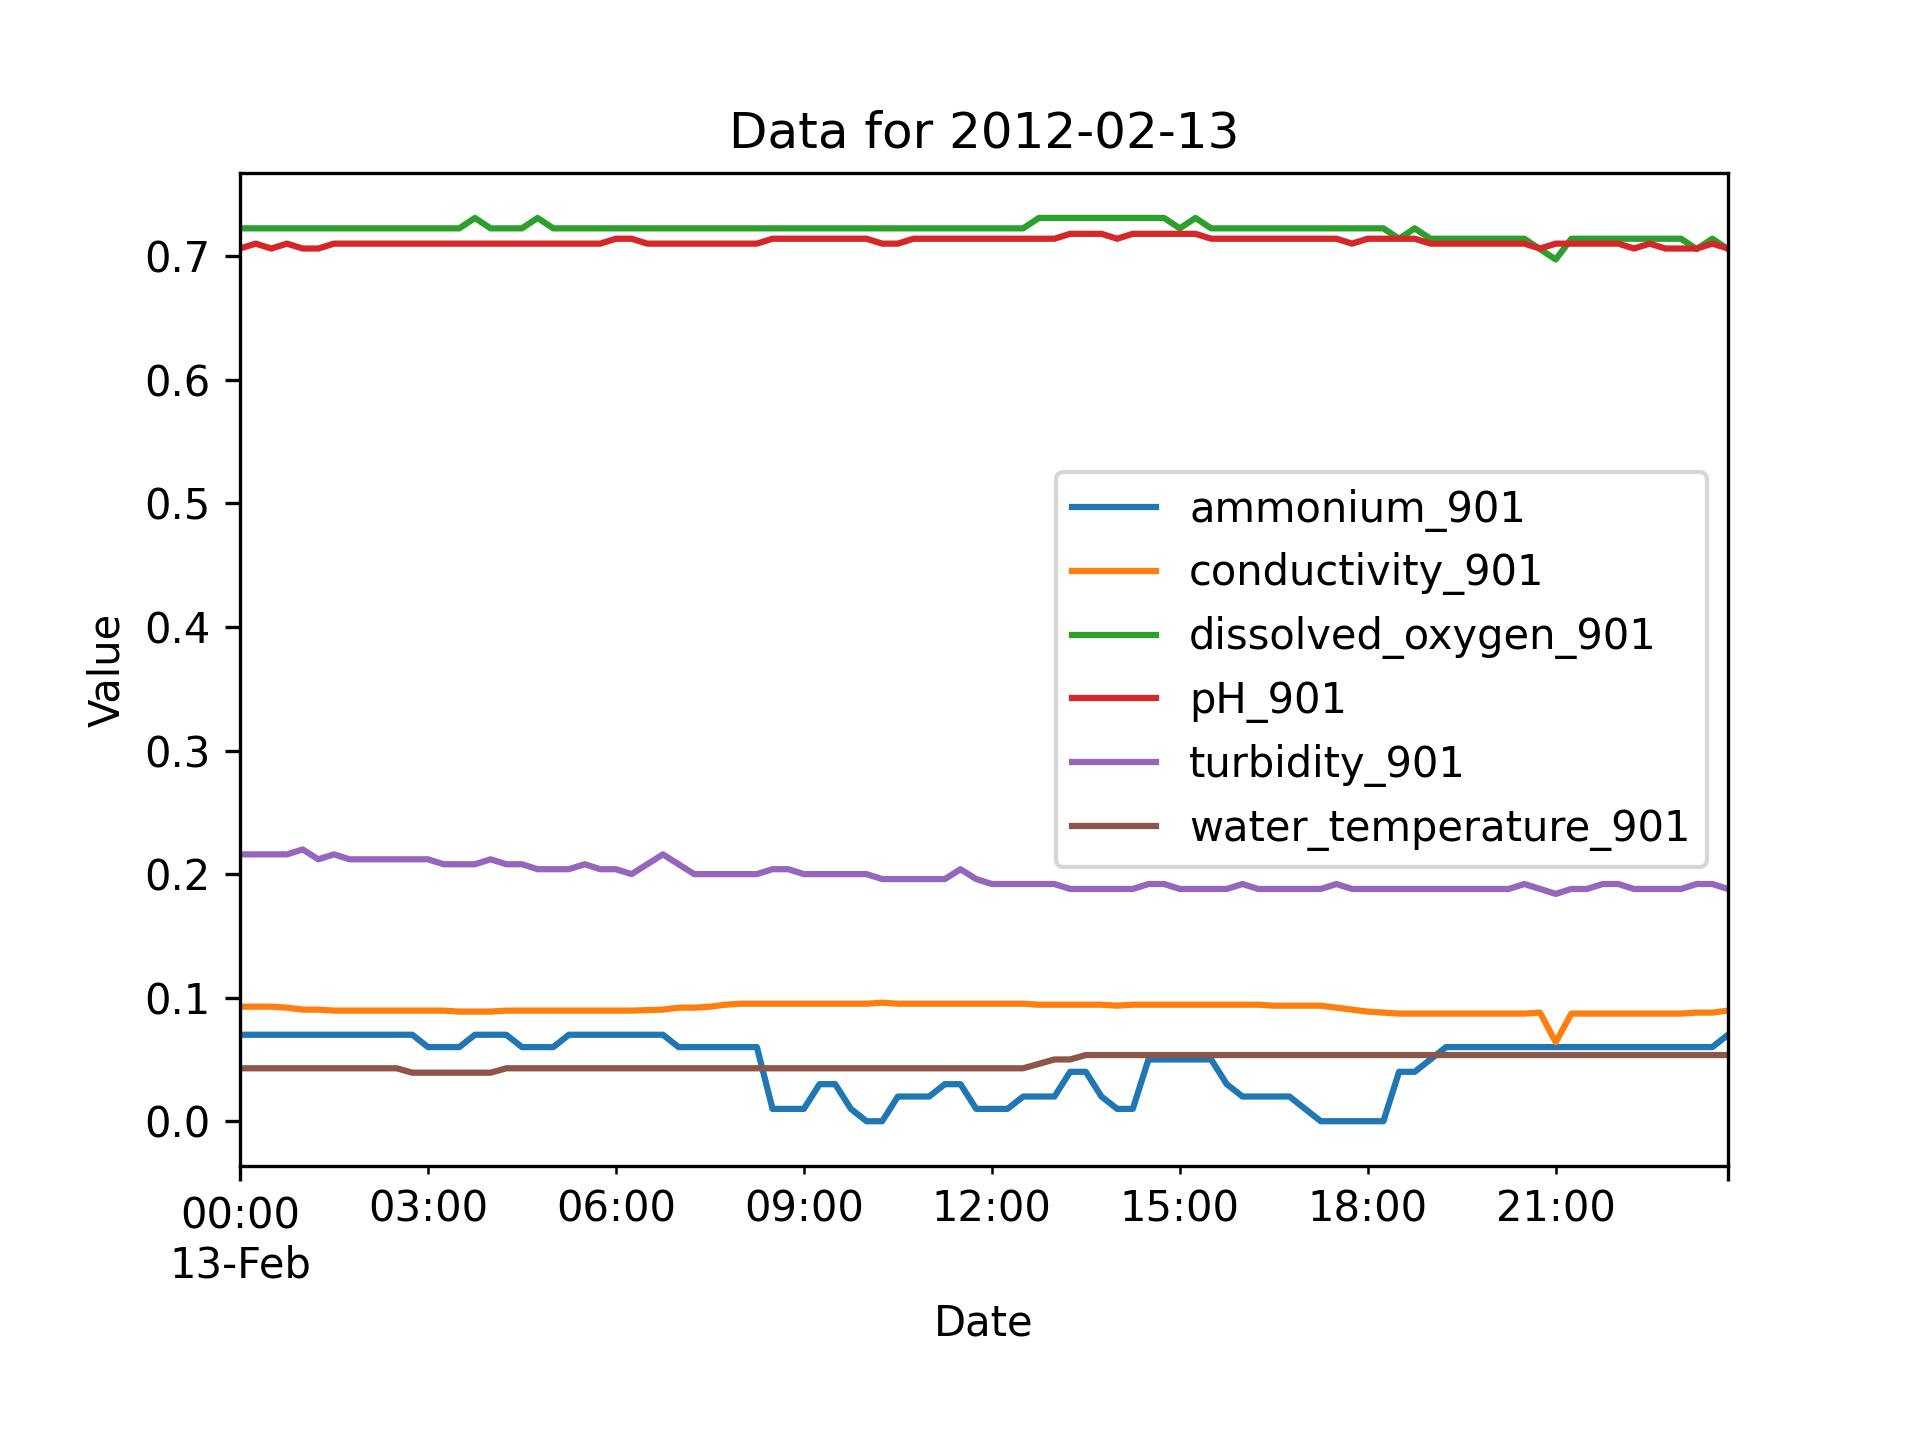 Data for 2012-02-13
Value
0.7
0.6
0.5
0.4
0.3
0.2
0.1
0.0
ammonium_901
conductivity_901
dissolved_oxygen_901
pH_901
turbidity_901
water_temperature_901
00:00 03:00 06:00 09:00 12:00 15:00 18:00 21:00
13-Feb
Date